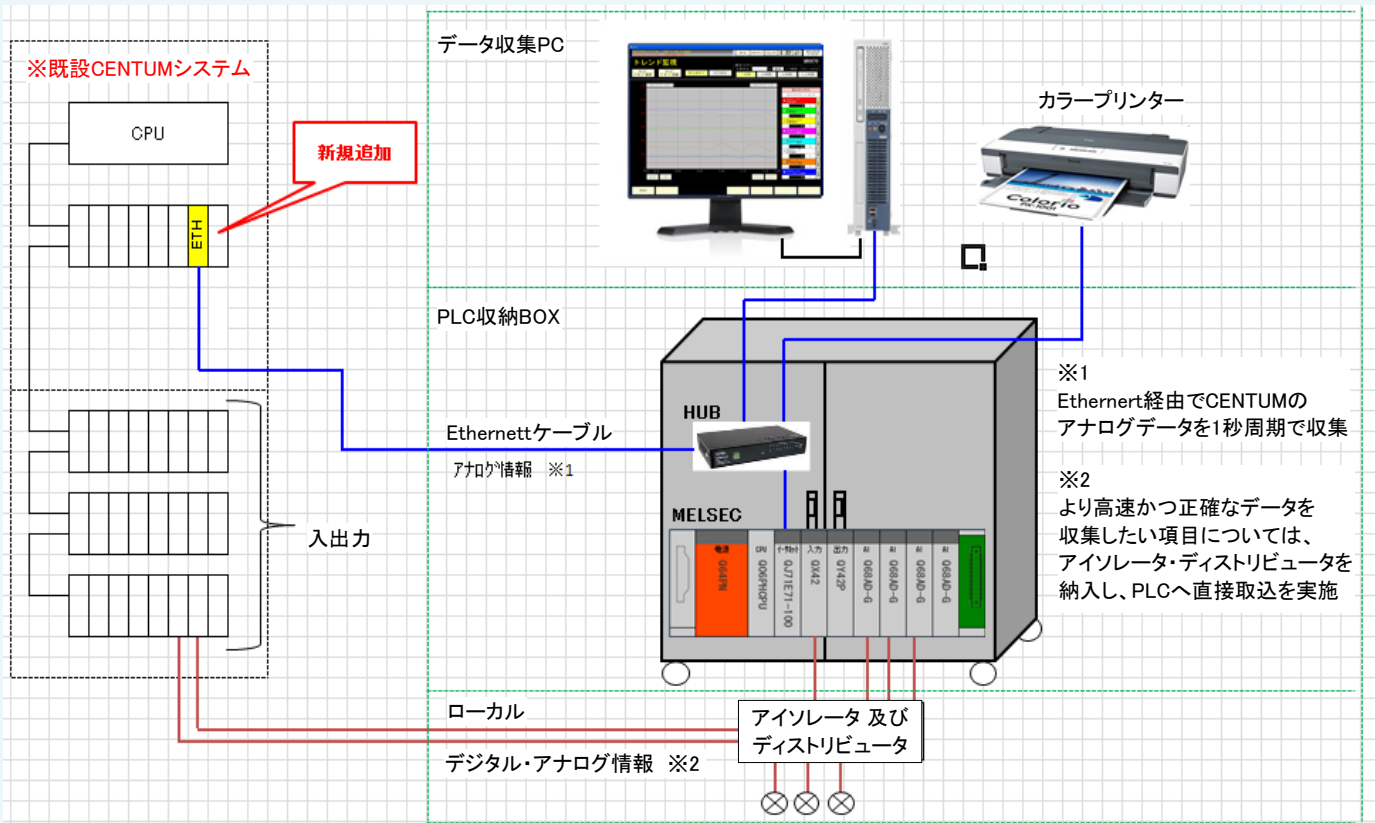 データ収集PC
※既設CENTUMシステム
CPU
新規追加
ETH
トレンド監視
カラープリンター
Colorio
PX-1001
PLC収納BOX
HUB
Ethernettケーブル
アナログ情報 ※1
※1
Ethernert経由でCENTUMの
アナログデータを1秒周期で収集
※2
より高速かつ正確なデータを
収集したい項目については、
アイソレータ・ディストリビュータを
納入し、PLCへ直接取込を実施
入出力
MELSEC
電源
Q64PN
CPU
Q06PHCPU
QJ71E71-100
入力
QX42
出力
QY42P
AI
Q68AD-G
AI
Q68AD-G
AI
Q68AD-G
AI
Q68AD-G
ローカル
アイソレータ 及び
ディストリビュータ
デジタル・アナログ情報 ※2